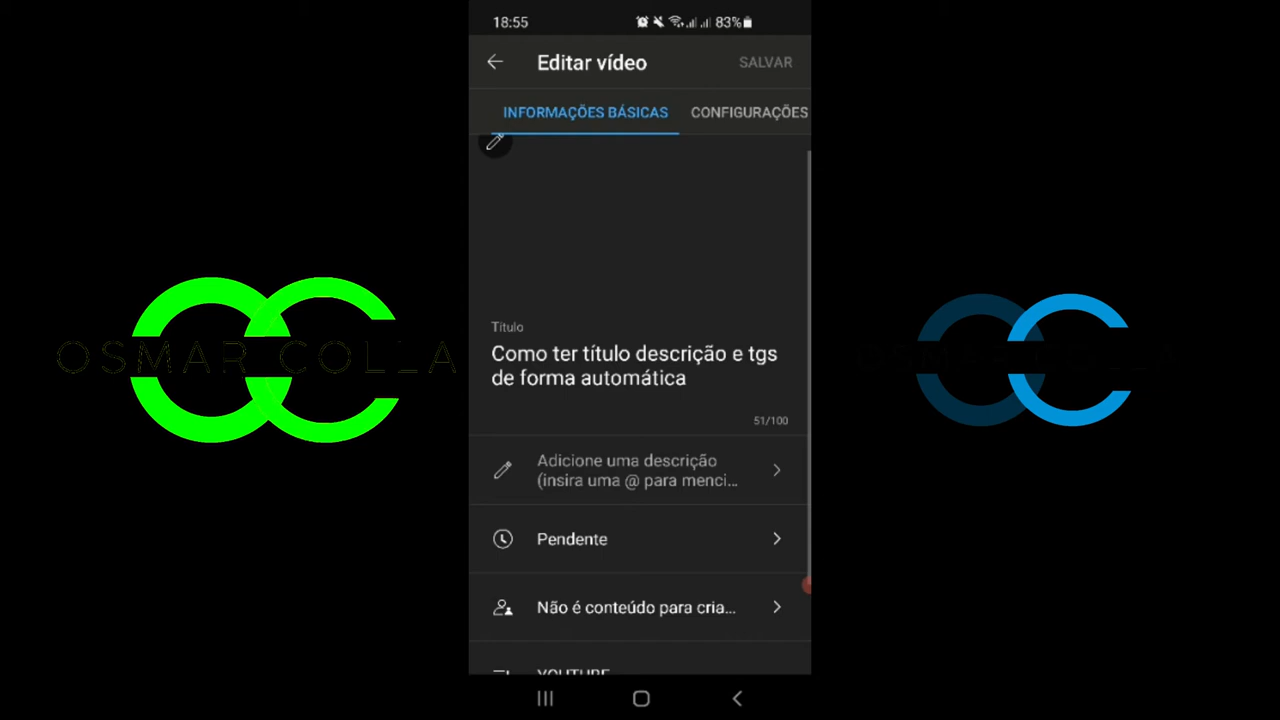 18:55
83%
Editar vídeo
SALVAR
INFORMAÇÕES BÁSICAS
CONFIGURAÇÕES
Título
Como ter título descrição e tgs
de forma automática
51/100
Adicione uma descrição
(insira uma @ para menci...
Pendente
Não é conteúdo para cria...
YOUTUBE
OSMAR COLLA